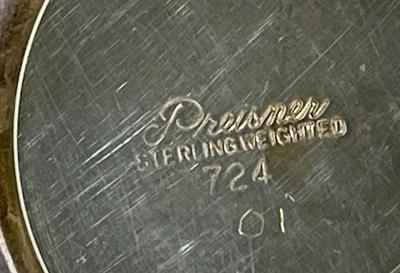 Preisner
STERLING WEIGHTED
724
01